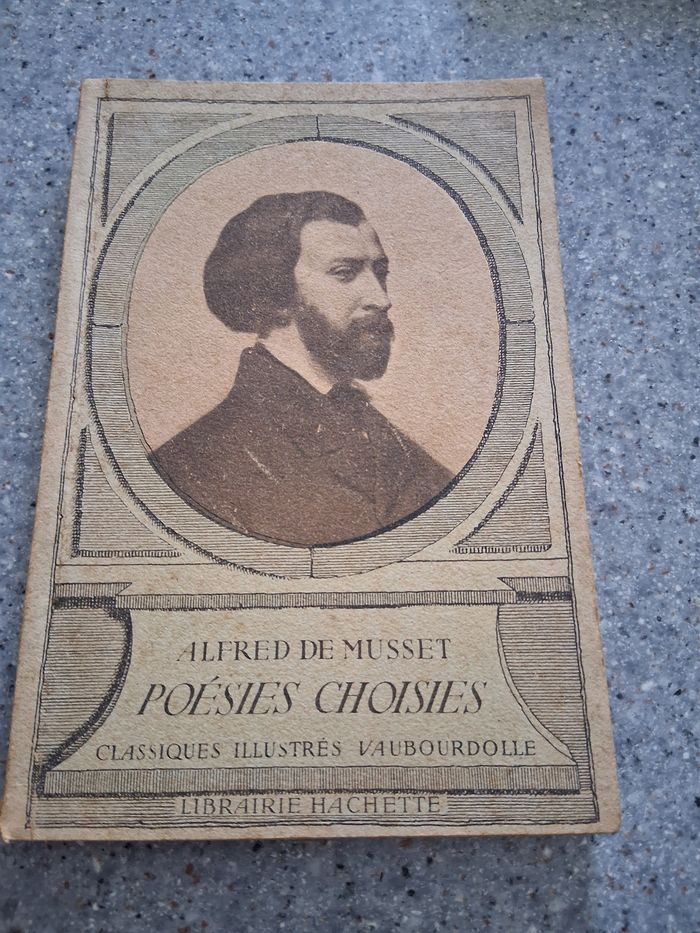 ALFRED DE MUSSET
POÉSIES CHOISIES
CLASSIQUES ILLUSTRÉS VAUBOURDOLLE
LIBRAIRIE HACHETTE